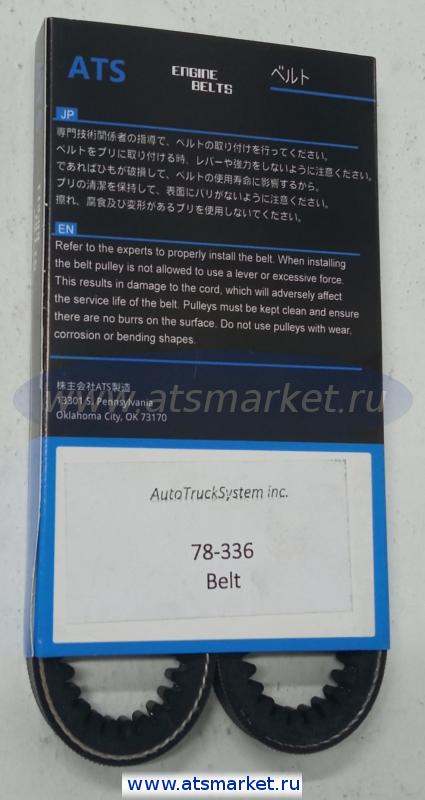 ATS
ENGINE BELTS
ベルト
JP
専門技術関係者の指導で、ベルトの取り付けを行ってください。
ベルトをプリに取り付ける時、レバーや強力をしないように注意ください。
であればひもが破損して、ベルトの使用寿命に影響するから。
プリの清潔を保持して、表面にバリがないように注意ください。
擦れ、腐食及び変形があるプリを使用しないでください。
EN
Refer to the experts to properly install the belt. When installing
the belt pulley is not allowed to use a lever or excessive force.
This results in damage to the cord, which will adversely affect
the service life of the belt. Pulleys must be kept clean and ensure
there are no burrs on the surface. Do not use pulleys with wear,
corrosion or bending shapes.
株主会社ATS製造
13301 S. Pennsylvania
Oklahoma City, OK 73170
www.atsmarket.ru
AutoTruckSystem inc.
78-336
Belt
www.atsmarket.ru